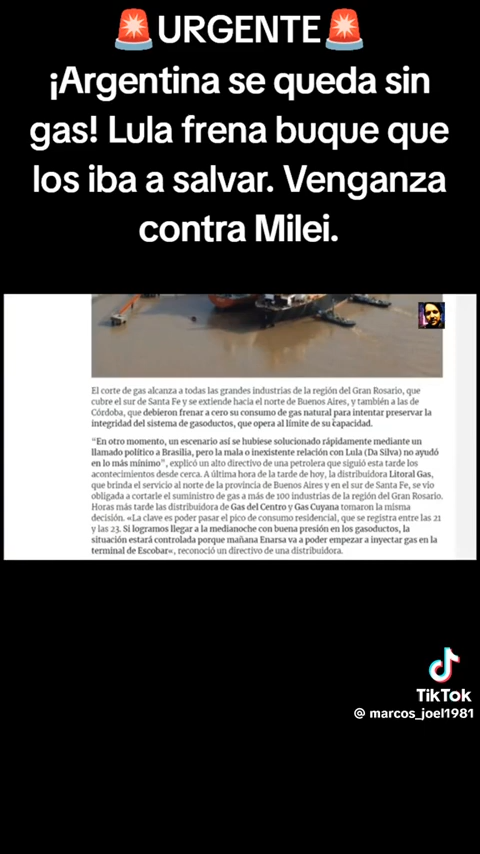 🚨URGENTE🚨
¡Argentina se queda sin
gas! Lula frena buque que
los iba a salvar. Venganza
contra Milei.
El corte de gas alcanza a todas las grandes industrias de la región del Gran Rosario, que
cubre el sur de Santa Fe y se extiende hacia el norte de Buenos Aires, y también a las de
Córdoba, que debieron frenar a cero su consumo de gas natural para intentar preservar la
integridad del sistema de gasoductos, que opera al límite de su capacidad.
“En otro momento, un escenario así se hubiese solucionado rápidamente mediante un
llamado político a Brasilia, pero la mala o inexistente relación con Lula (Da Silva) no ayudó
en lo más mínimo”, explicó un alto directivo de una petrolera que siguió esta tarde los
acontecimientos desde cerca. A última hora de la tarde de hoy, la distribuidora Litoral Gas,
que brinda el servicio al norte de la provincia de Buenos Aires y en el sur de Santa Fe, se vio
obligada a cortarle el suministro de gas a más de 100 industrias de la región del Gran Rosario.
Horas más tarde las distribuidora de Gas del Centro y Gas Cuyana tomaron la misma
decisión. «La clave es poder pasar el pico de consumo residencial, que se registra entre las 21
y las 23. Si logramos llegar a la medianoche con buena presión en los gasoductos, la
situación estará controlada porque mañana Enarsa va a poder empezar a inyectar gas en la
terminal de Escobar«, reconoció un directivo de una distribuidora.
TikTok
@ marcos_joel1981